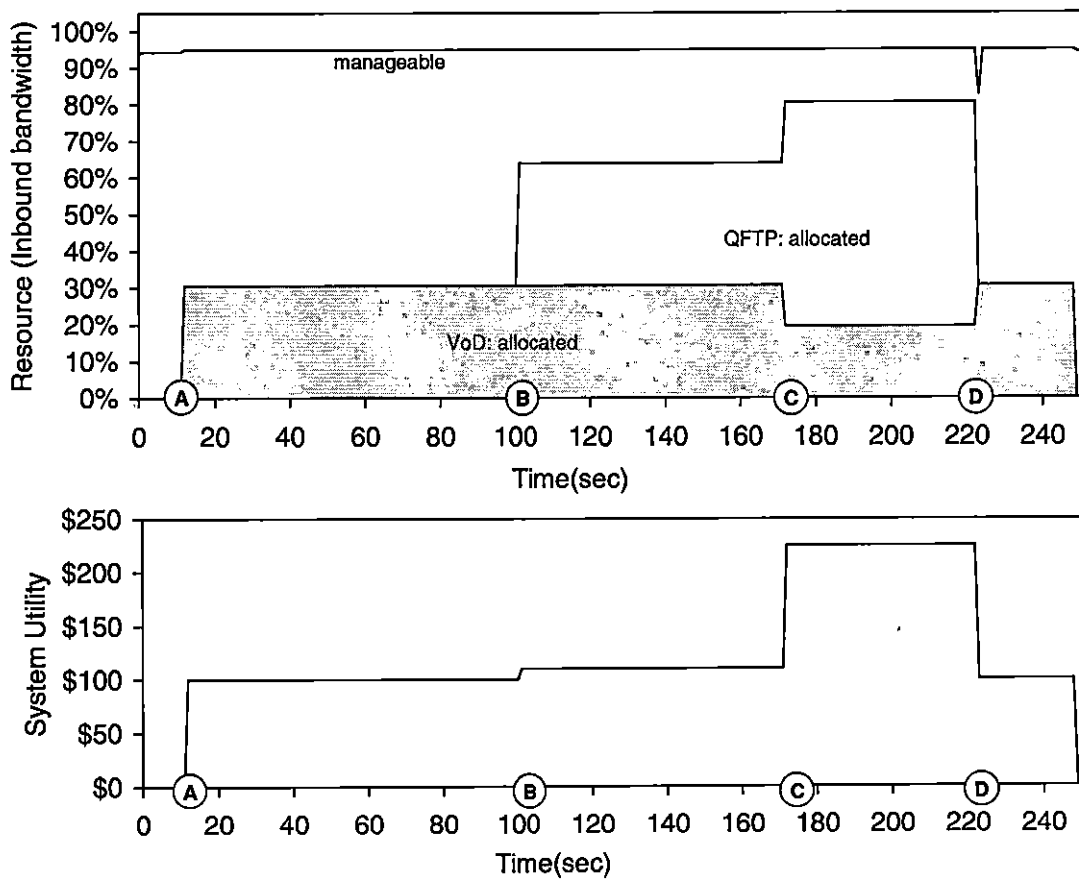 Resource (Inbound bandwidth)
100%
90%
80%
70%
60%
50%
40%
30%
20%
10%
0%
manageable
QFTP: allocated
VoD: allocated
A
B
C
D
0 20 40 60 80 100 120 140 160 180 200 220 240
Time(sec)
System Utility
$250
$200
$150
$100
$50
$0
A
B
C
D
0 20 40 60 80 100 120 140 160 180 200 220 240
Time(sec)